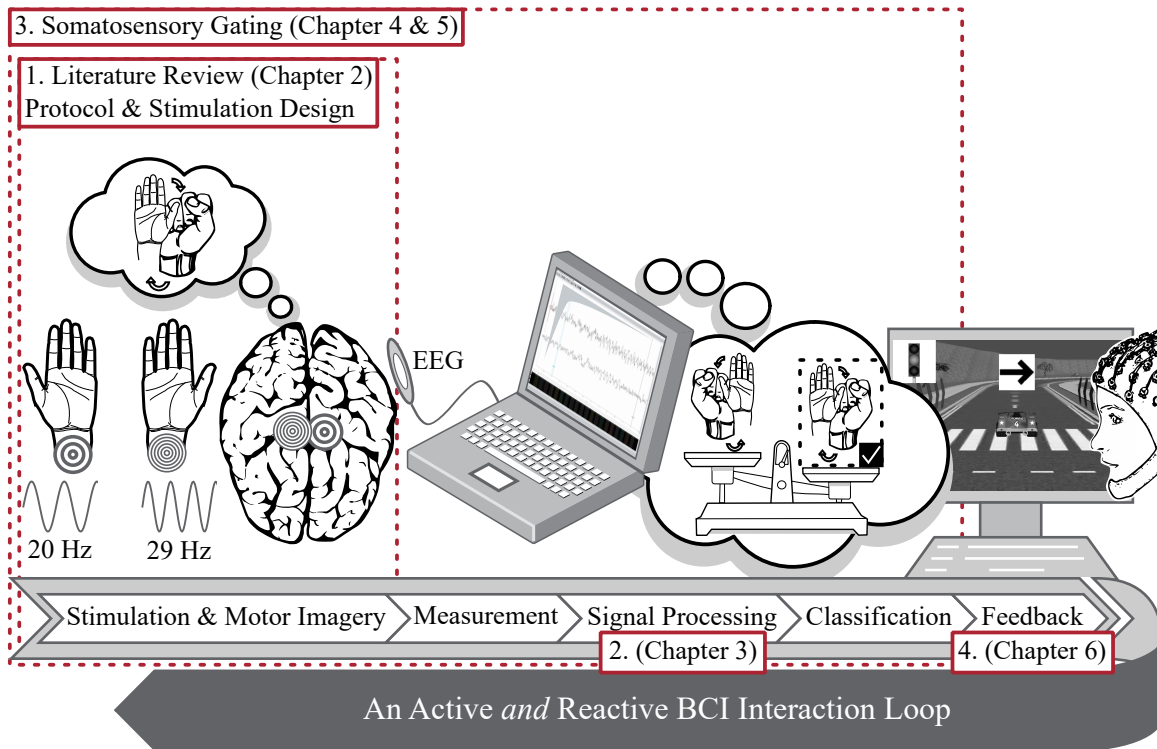 3. Somatosensory Gating (Chapter 4 & 5)
1. Literature Review (Chapter 2)
Protocol & Stimulation Design
EEG
4
20 Hz
29 Hz
Stimulation & Motor Imagery
Measurement
Signal Processing
Classification
Feedback
2. (Chapter 3)
4. (Chapter 6)
An Active and Reactive BCI Interaction Loop